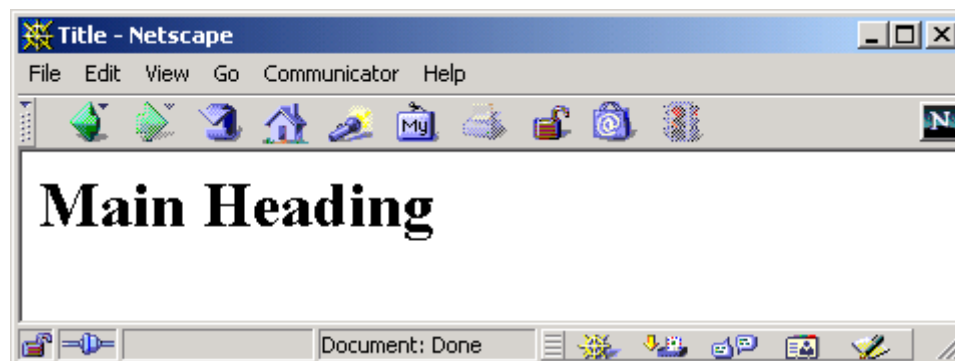 Title - Netscape
File Edit View Go Communicator Help
My
@
N
Main Heading
Document: Done